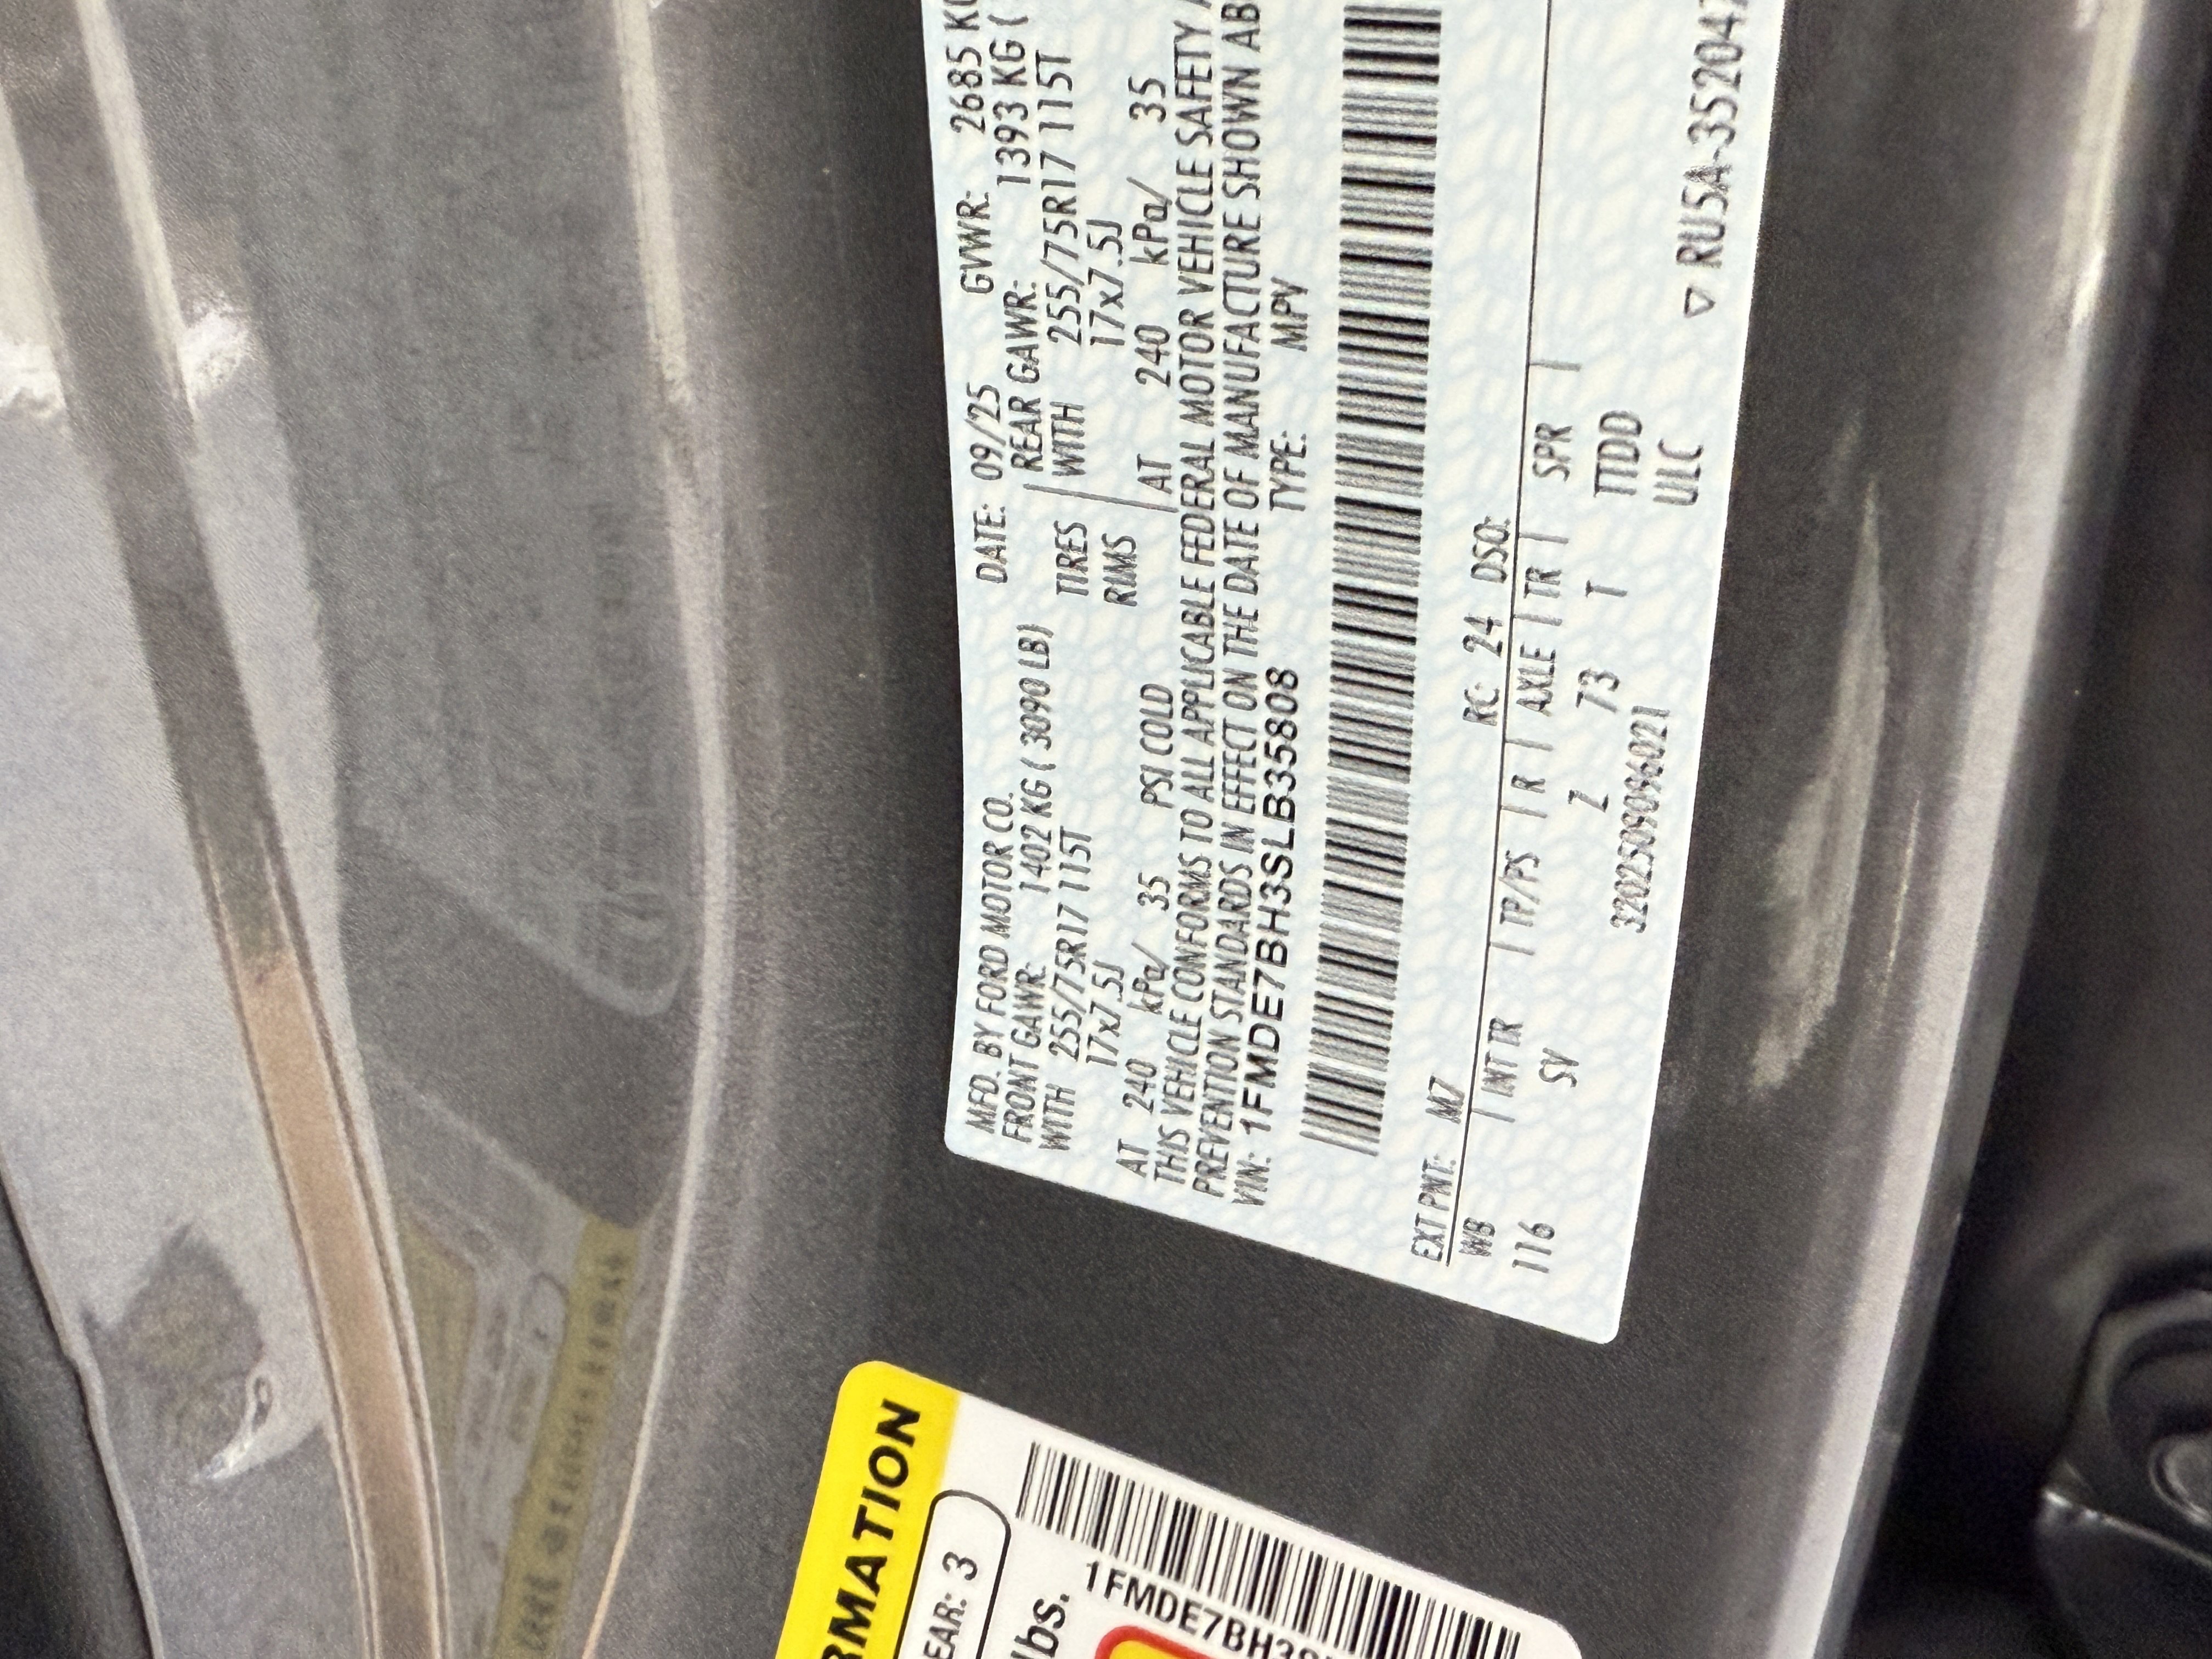 MFD. BY FORD MOTOR CO. DATE: 09/25 GVWR: 2685 KG
FRONT GAWR: 1402 KG ( 3090 LB) REAR GAWR: 1393 KG (
WITH 255/75R17 115T TIRES WITH 255/75R17 115T
17x7.5J RIMS 17x7.5J
AT 240 kPa/ 35 PSI COLD AT 240 kPa/ 35
THIS VEHICLE CONFORMS TO ALL APPLICABLE FEDERAL MOTOR VEHICLE SAFETY
PREVENTION STANDARDS IN EFFECT ON THE DATE OF MANUFACTURE SHOWN AB
VIN: 1FMDE7BH3SLB35808 TYPE: MPV
EXT PNT: M7 RC: 24 DSO:
WB INT TR TP/PS R AXLE TR SPR
116 SV Z 73 T TTDD
3202509096021 ULC
RU5A-352047
RMATION
EAR: 3
lbs.
1FMDE7BH3S